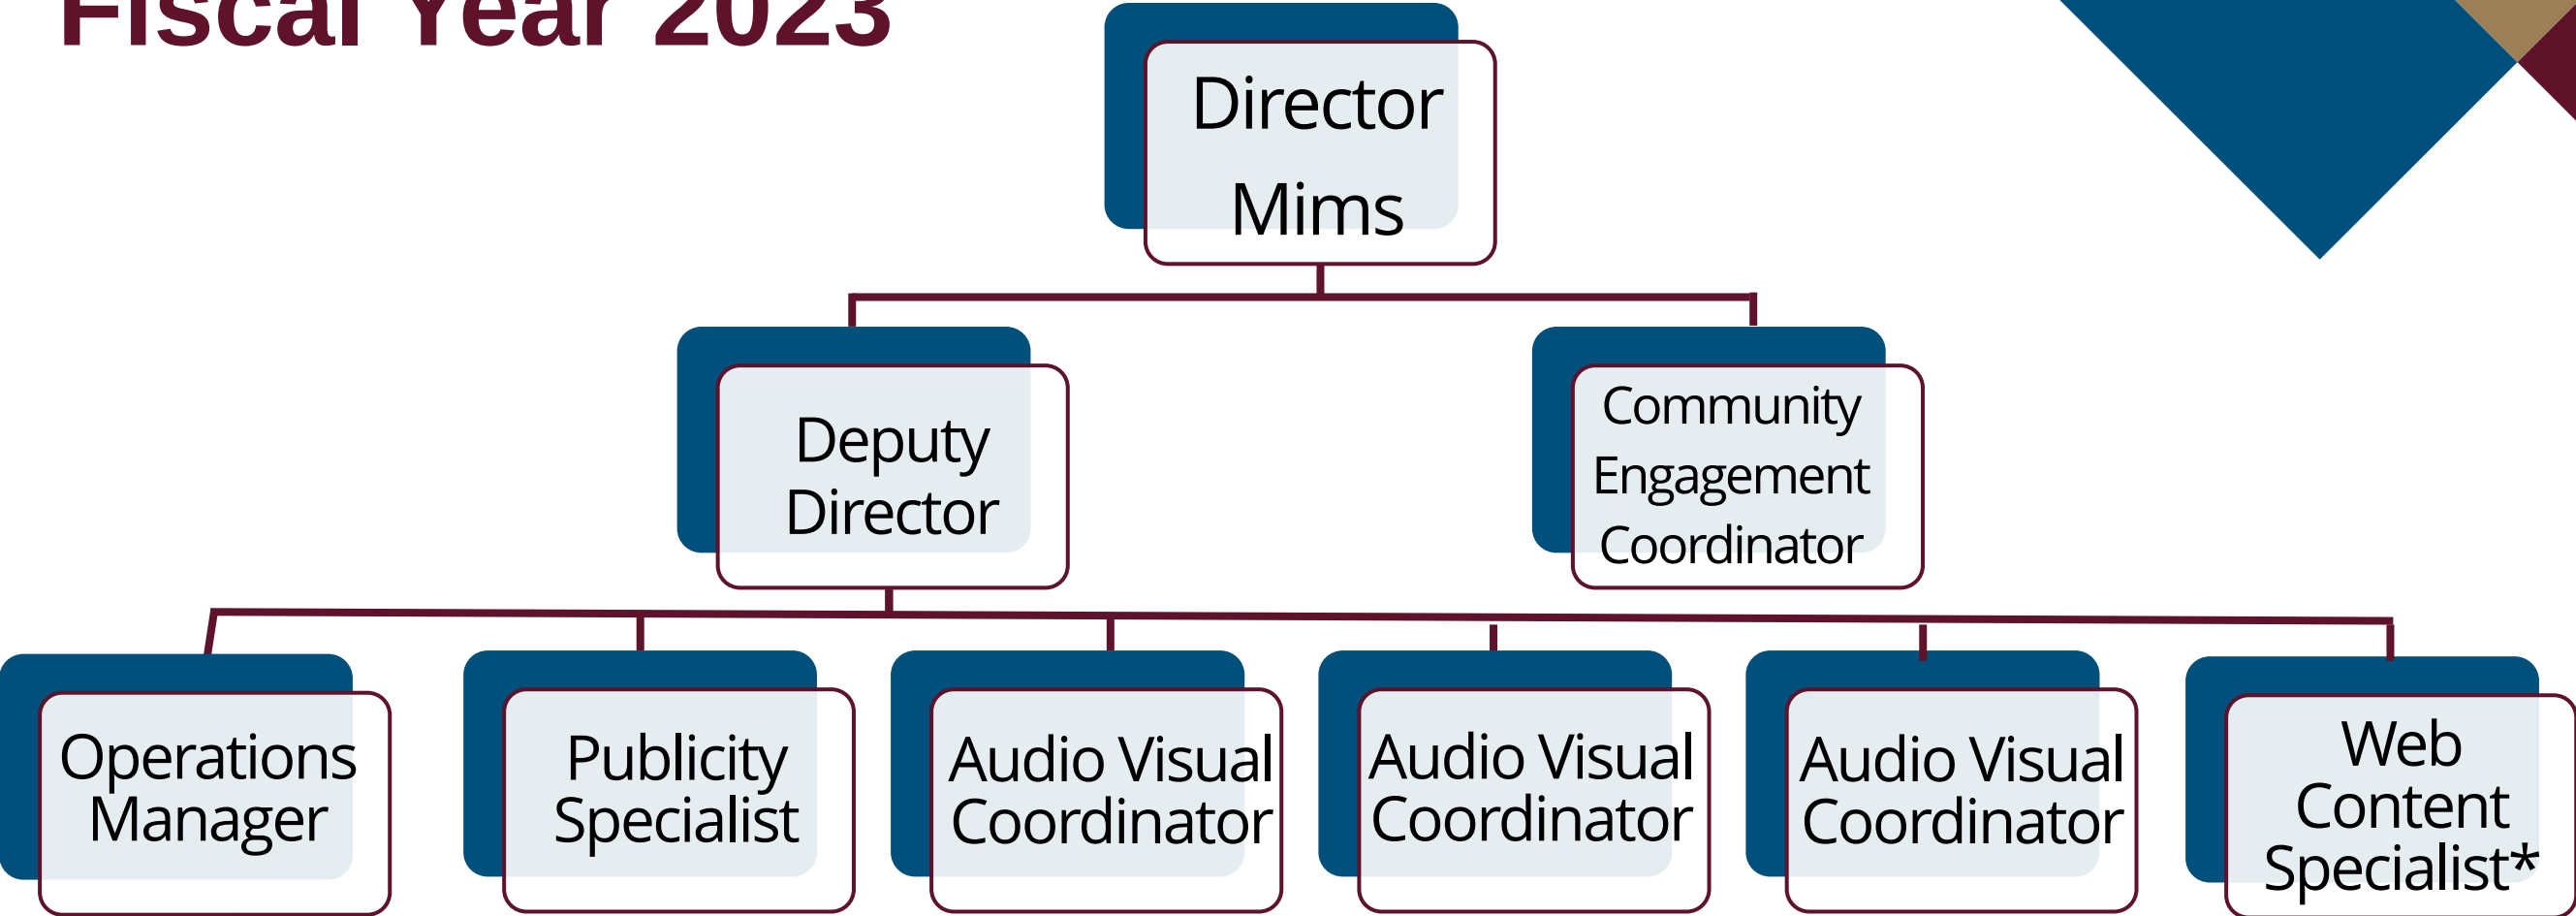 Fiscal Year 2023
Director
Mims
Deputy
Director
Community
Engagement
Coordinator
Operations
Manager
Publicity
Specialist
Audio Visual
Coordinator
Audio Visual
Coordinator
Audio Visual
Coordinator
Web
Content
Specialist*